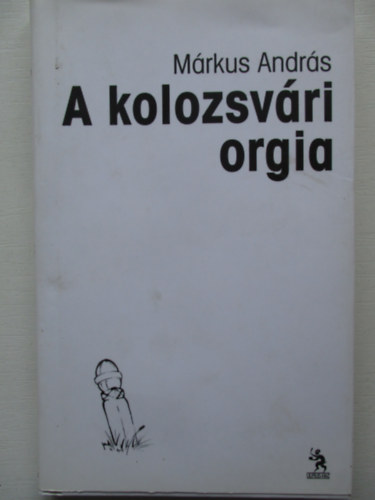 Márkus András
A kolozsvári
orgia